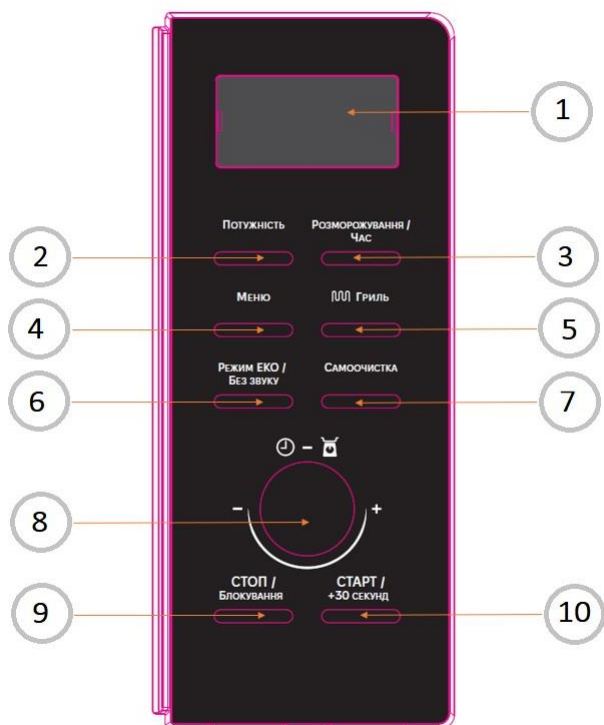 1
Потужність
Розморожування /
Час
2
3
Меню
Гриль
4
5
Режим ЕКО /
Без звуку
Самоочистка
6
7
–
8
- +
СТОП /
Блокування
СТАРТ /
+30 секунд
9
10